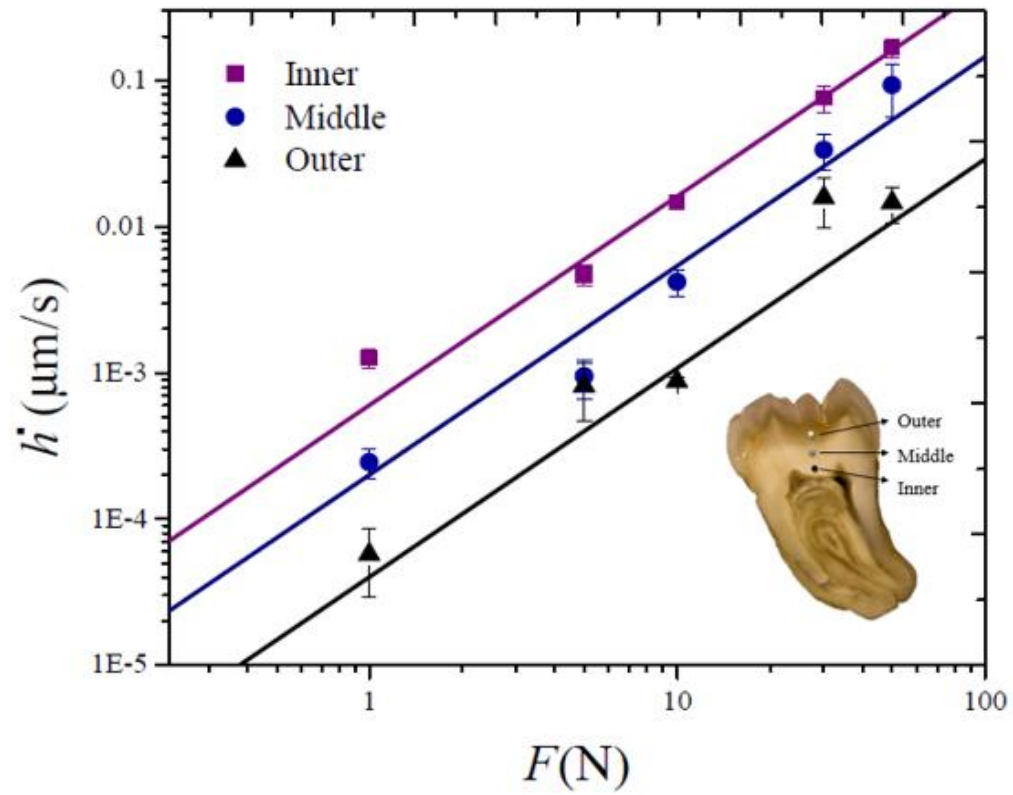 0.1
0.01
1E-3
1E-4
1E-5
ḣ (μm/s)
Inner
Middle
Outer
Outer
Middle
Inner
1
10
100
F(N)